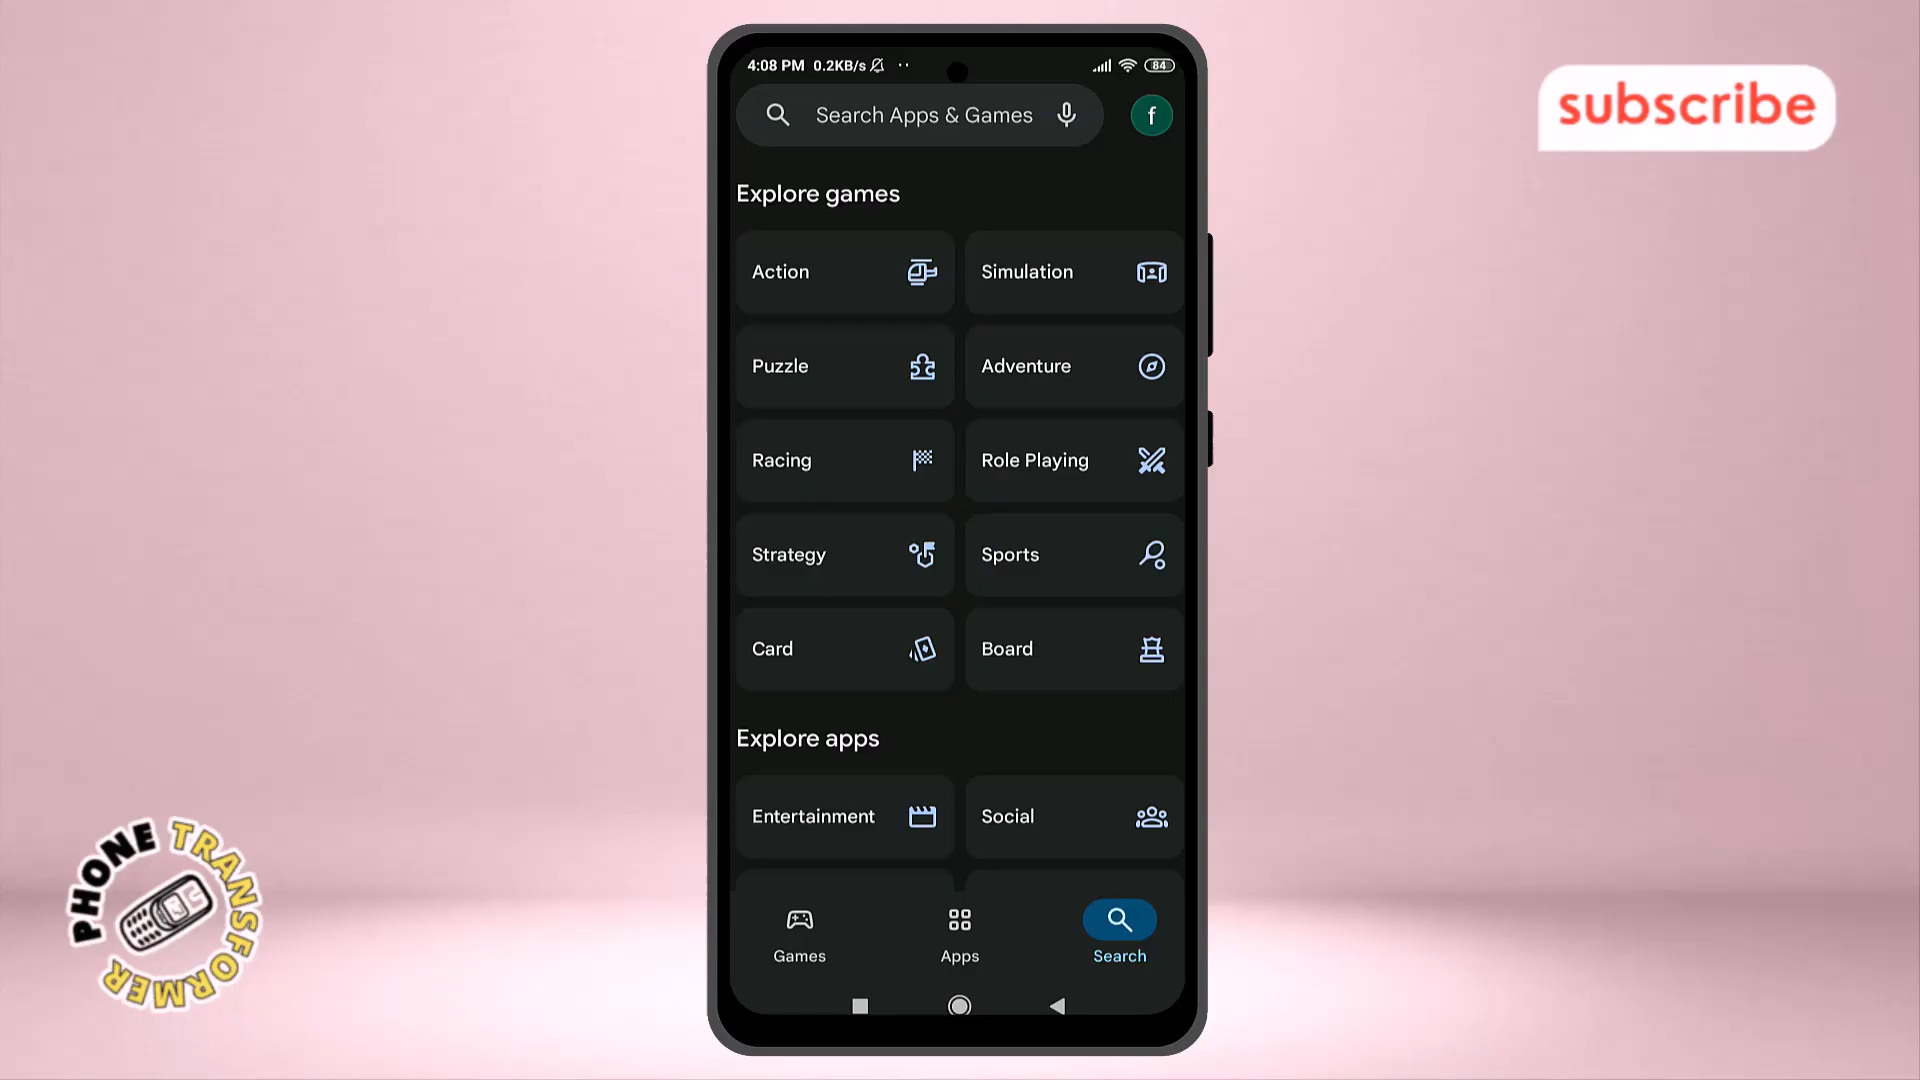 4:08 PM 0.2KB/s
84
Search Apps & Games
f
subscribe
Explore games
Action
Simulation
Puzzle
Adventure
Racing
Role Playing
Strategy
Sports
Card
Board
Explore apps
Entertainment
Social
Games
Apps
Search
PHONE TRANSFORMER